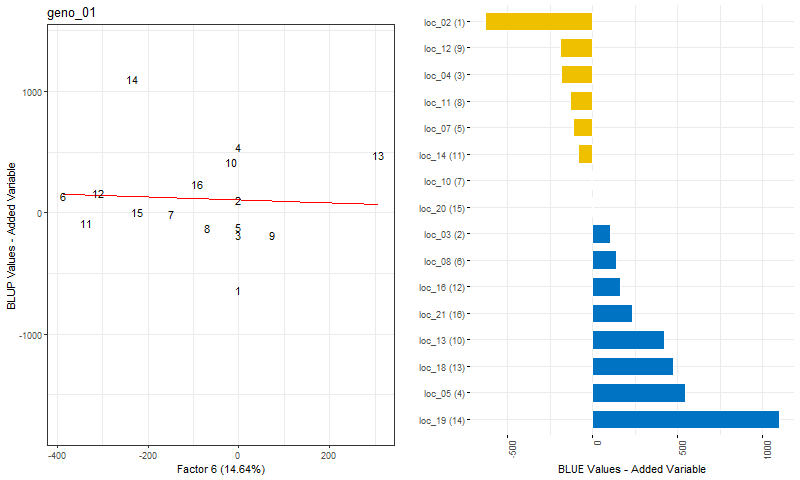 geno_01
BLUP Values - Added Variable
1000
0
-1000
14
4
13
10
16
6
12
2
15
7
11
8
5
3
9
1
-400
-200
0
200
Factor 6 (14.64%)
loc_02 (1)
loc_12 (9)
loc_04 (3)
loc_11 (8)
loc_07 (5)
loc_14 (11)
loc_10 (7)
loc_20 (15)
loc_03 (2)
loc_08 (6)
loc_16 (12)
loc_21 (16)
loc_13 (10)
loc_18 (13)
loc_05 (4)
loc_19 (14)
-500
0
500
1000
BLUE Values - Added Variable